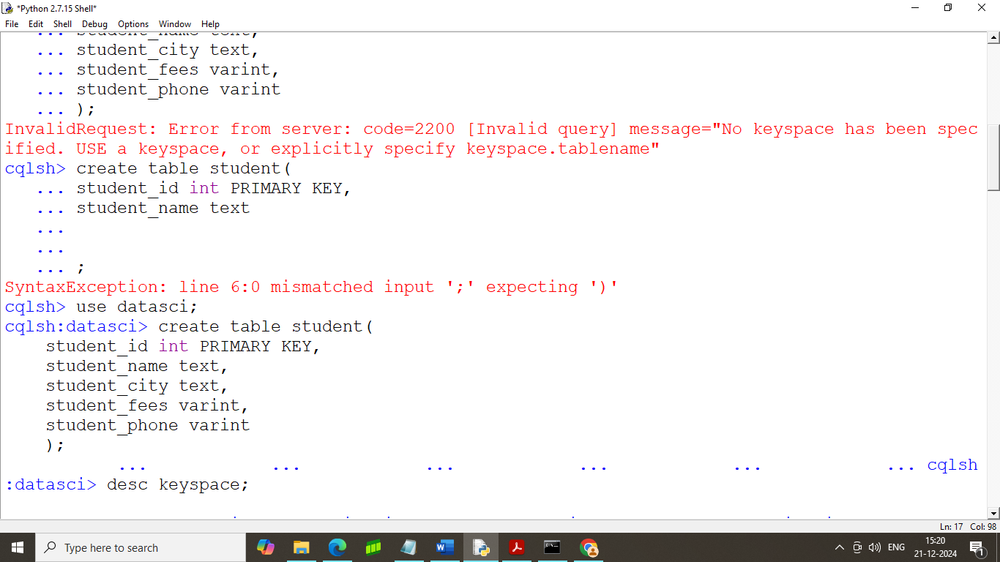 *Python 2.7.15 Shell*
File Edit Shell Debug Options Window Help
... student_name text,
... student_city text,
... student_fees varint,
... student_phone varint
... );
InvalidRequest: Error from server: code=2200 [Invalid query] message="No keyspace has been spec
ified. USE a keyspace, or explicitly specify keyspace.tablename"
cqlsh> create table student(
... student_id int PRIMARY KEY,
... student_name text
...
...
... ;
SyntaxException: line 6:0 mismatched input ';' expecting ')'
cqlsh> use datasci;
cqlsh:datasci> create table student(
student_id int PRIMARY KEY,
student_name text,
student_city text,
student_fees varint,
student_phone varint
);
... ... ... ... ... ... cqlsh
:datasci> desc keyspace;
Ln: 17 Col: 98
Type here to search
ENG
15:20
21-12-2024
1